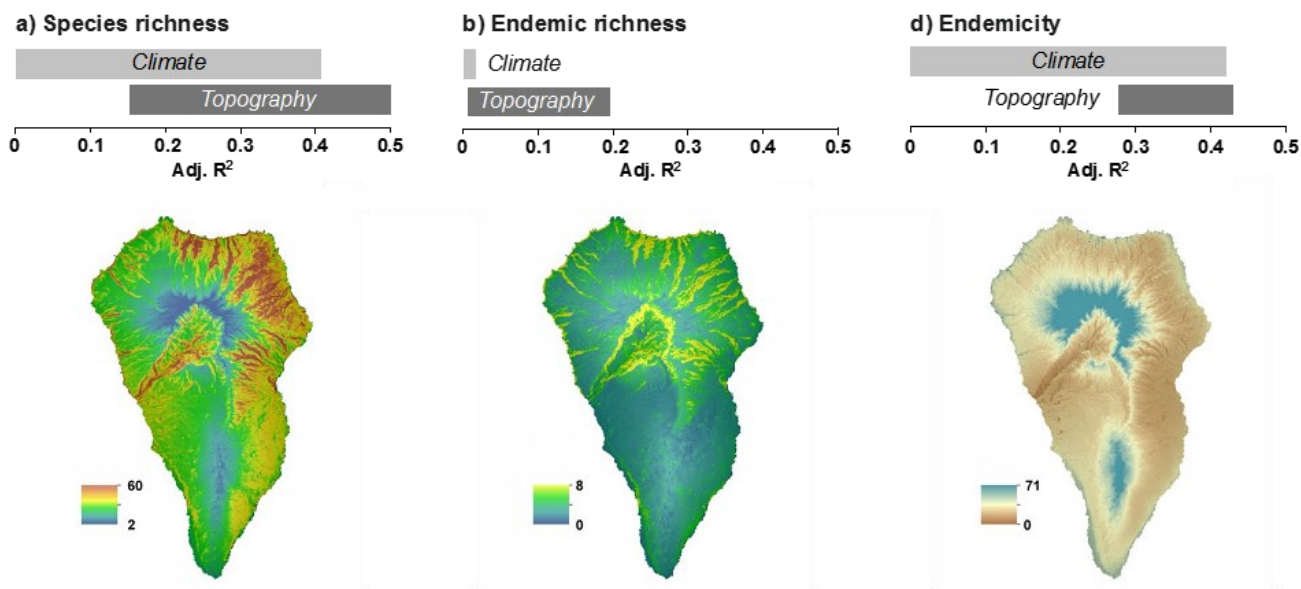 a) Species richness
Climate
Topography
0 0.1 0.2 0.3 0.4 0.5
Adj. R²
60
2
b) Endemic richness
Climate
Topography
0 0.1 0.2 0.3 0.4 0.5
Adj. R²
8
0
d) Endemicity
Climate
Topography
0 0.1 0.2 0.3 0.4 0.5
Adj. R²
71
0